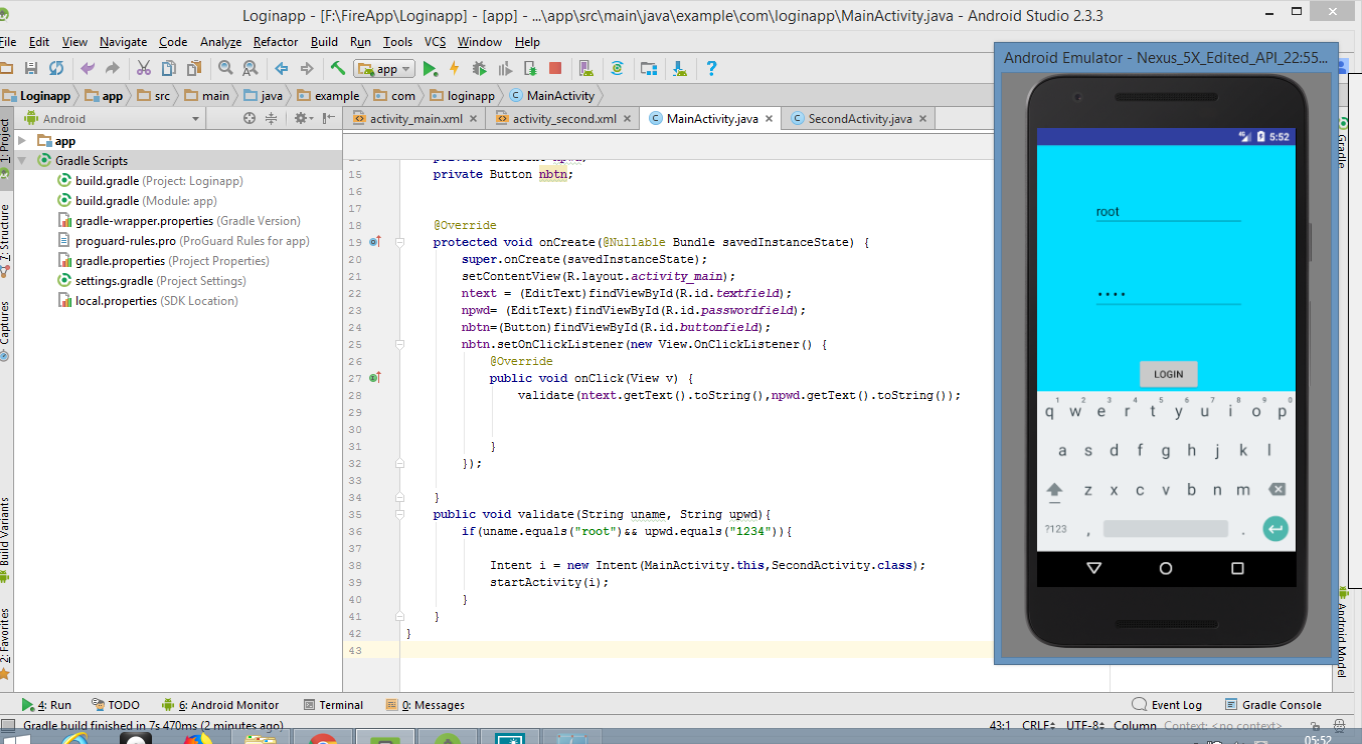 Loginapp - [F:\FireApp\Loginapp] - [app] - ...\app\src\main\java\example\com\loginapp\MainActivity.java - Android Studio 2.3.3
File Edit View Navigate Code Analyze Refactor Build Run Tools VCS Window Help
app
Loginapp app src main java example com loginapp MainActivity
Android
activity_main.xml activity_second.xml MainActivity.java SecondActivity.java
app
Gradle Scripts
build.gradle (Project: Loginapp)
build.gradle (Module: app)
gradle-wrapper.properties (Gradle Version)
proguard-rules.pro (ProGuard Rules for app)
gradle.properties (Project Properties)
settings.gradle (Project Settings)
local.properties (SDK Location)
1: Project
7: Structure
Captures
Build Variants
2: Favorites
15 private Button nbtn;
16
17
18 @Override
19 protected void onCreate(@Nullable Bundle savedInstanceState) {
20 super.onCreate(savedInstanceState);
21 setContentView(R.layout.activity_main);
22 ntext = (EditText)findViewById(R.id.textfield);
23 npwd= (EditText)findViewById(R.id.passwordfield);
24 nbtn=(Button)findViewById(R.id.buttonfield);
25 nbtn.setOnClickListener(new View.OnClickListener() {
26 @Override
27 public void onClick(View v) {
28 validate(ntext.getText().toString(),npwd.getText().toString());
29
30
31 }
32 });
33
34 }
35 public void validate(String uname, String upwd){
36 if(uname.equals("root")&& upwd.equals("1234")){
37
38 Intent i = new Intent(MainActivity.this,SecondActivity.class);
39 startActivity(i);
40 }
41 }
42 }
43
Android Emulator - Nexus_5X_Edited_API_22:55...
5:52
root
••••
LOGIN
1 2 3 4 5 6 7 8 9 0
q w e r t y u i o p
a s d f g h j k l
z x c v b n m
?123 , .
Gradle
Android Model
4: Run TODO 6: Android Monitor Terminal 0: Messages Event Log Gradle Console
Gradle build finished in 7s 470ms (2 minutes ago) 43:1 CRLF÷ UTF-8÷ Column Context: <no context>
05:52